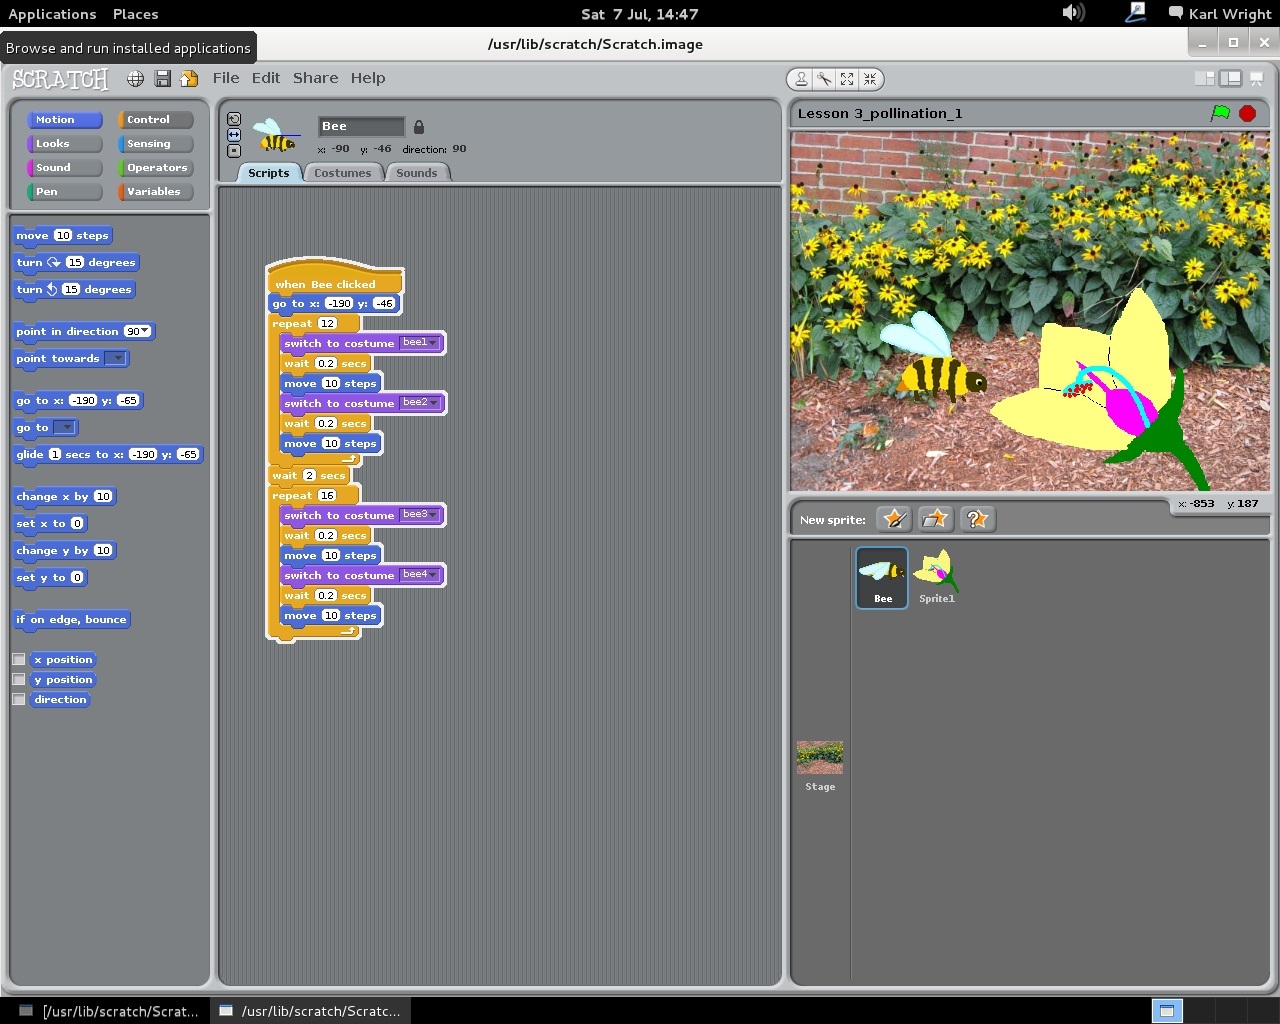 Applications Places
Sat 7 Jul, 14:47
Karl Wright
Browse and run installed applications
/usr/lib/scratch/Scratch.image
SCRATCH
File Edit Share Help
Motion Control
Looks Sensing
Sound Operators
Pen Variables
move 10 steps
turn 15 degrees
turn 15 degrees
point in direction 90
point towards
go to x: -190 y: -65
go to
glide 1 secs to x: -190 y: -65
change x by 10
set x to 0
change y by 10
set y to 0
if on edge, bounce
x position
y position
direction
Bee
x: -90 y: -46 direction: 90
Scripts Costumes Sounds
when Bee clicked
go to x: -190 y: -46
repeat 12
switch to costume bee1
wait 0.2 secs
move 10 steps
switch to costume bee2
wait 0.2 secs
move 10 steps
wait 2 secs
repeat 16
switch to costume bee3
wait 0.2 secs
move 10 steps
switch to costume bee4
wait 0.2 secs
move 10 steps
Lesson 3_pollination_1
x: -853 y: 187
New sprite:
Bee Sprite1
Stage
[/usr/lib/scratch/Scrat...
/usr/lib/scratch/Scratc...